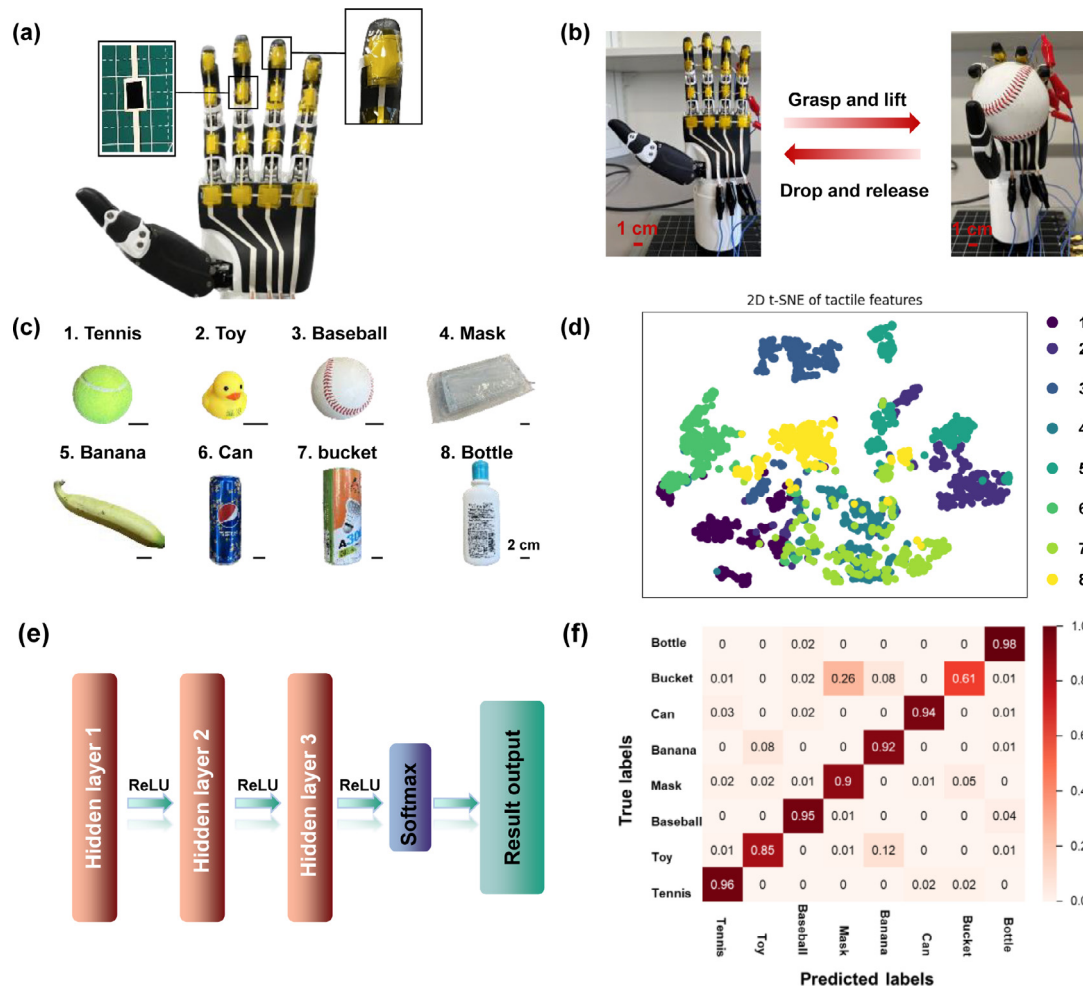 (a)
(b)
Grasp and lift
Drop and release
1 cm
1 cm
(c)
1. Tennis
2. Toy
3. Baseball
4. Mask
5. Banana
6. Can
7. bucket
8. Bottle
2 cm
(d)
2D t-SNE of tactile features
1
2
3
4
5
6
7
8
(e)
Hidden layer 1
ReLU
Hidden layer 2
ReLU
Hidden layer 3
ReLU
Softmax
Result output
(f)
True labels
Bottle 0 0 0.02 0 0 0 0 0.98
Bucket 0.01 0 0.02 0.26 0.08 0 0.61 0.01
Can 0.03 0 0.02 0 0 0.94 0 0.01
Banana 0 0.08 0 0 0.92 0 0 0.01
Mask 0.02 0.02 0.01 0.9 0 0.01 0.05 0
Baseball 0 0 0.95 0.01 0 0 0 0.04
Toy 0.01 0.85 0 0.01 0.12 0 0 0.01
Tennis 0.96 0 0 0 0 0.02 0.02 0
Tennis
Toy
Baseball
Mask
Banana
Can
Bucket
Bottle
Predicted labels
1.0
0.8
0.6
0.4
0.2
0.0